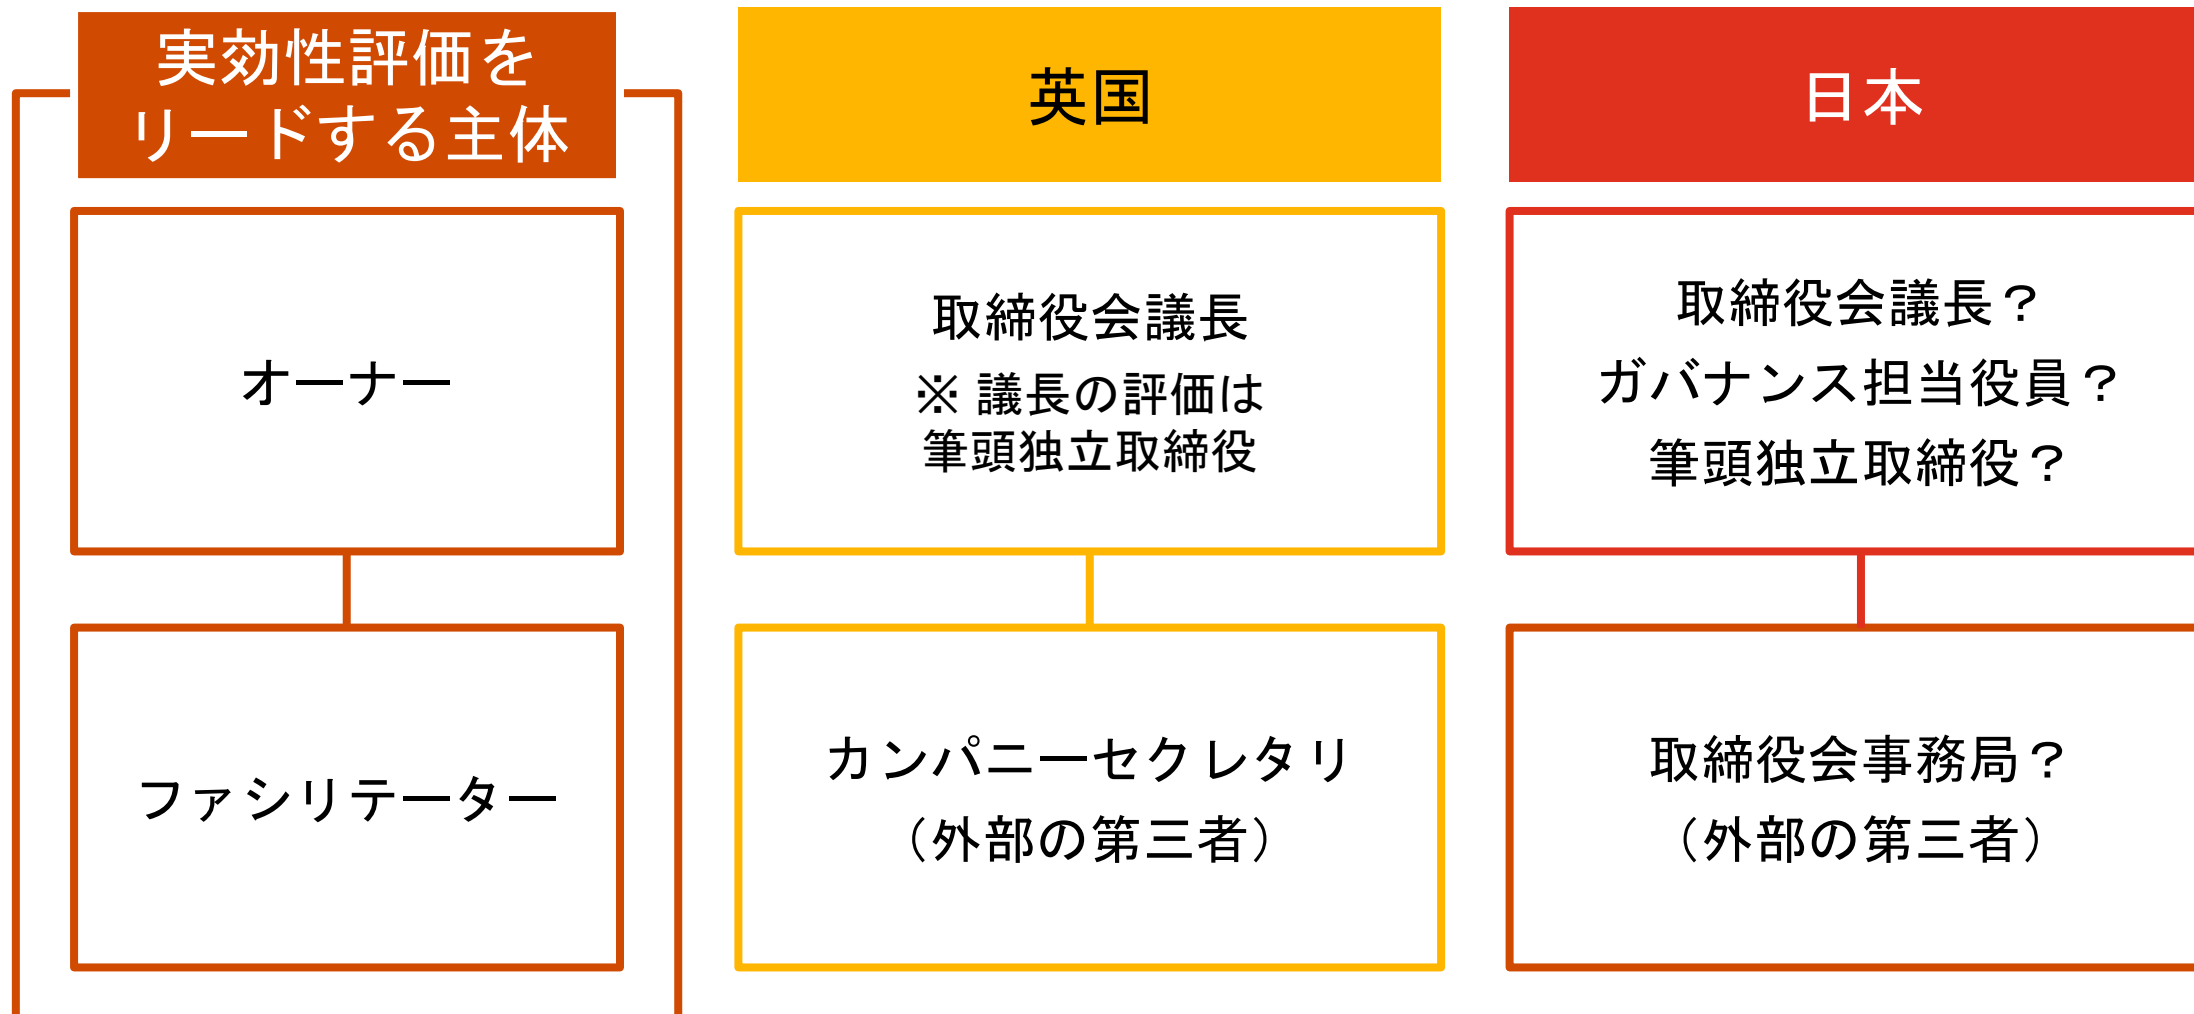 実効性評価を
リードする主体
英国
日本
オーナー
取締役会議長
※ 議長の評価は
筆頭独立取締役
取締役会議長？
ガバナンス担当役員？
筆頭独立取締役？
ファシリテーター
カンパニーセクレタリ
（外部の第三者）
取締役会事務局？
（外部の第三者）